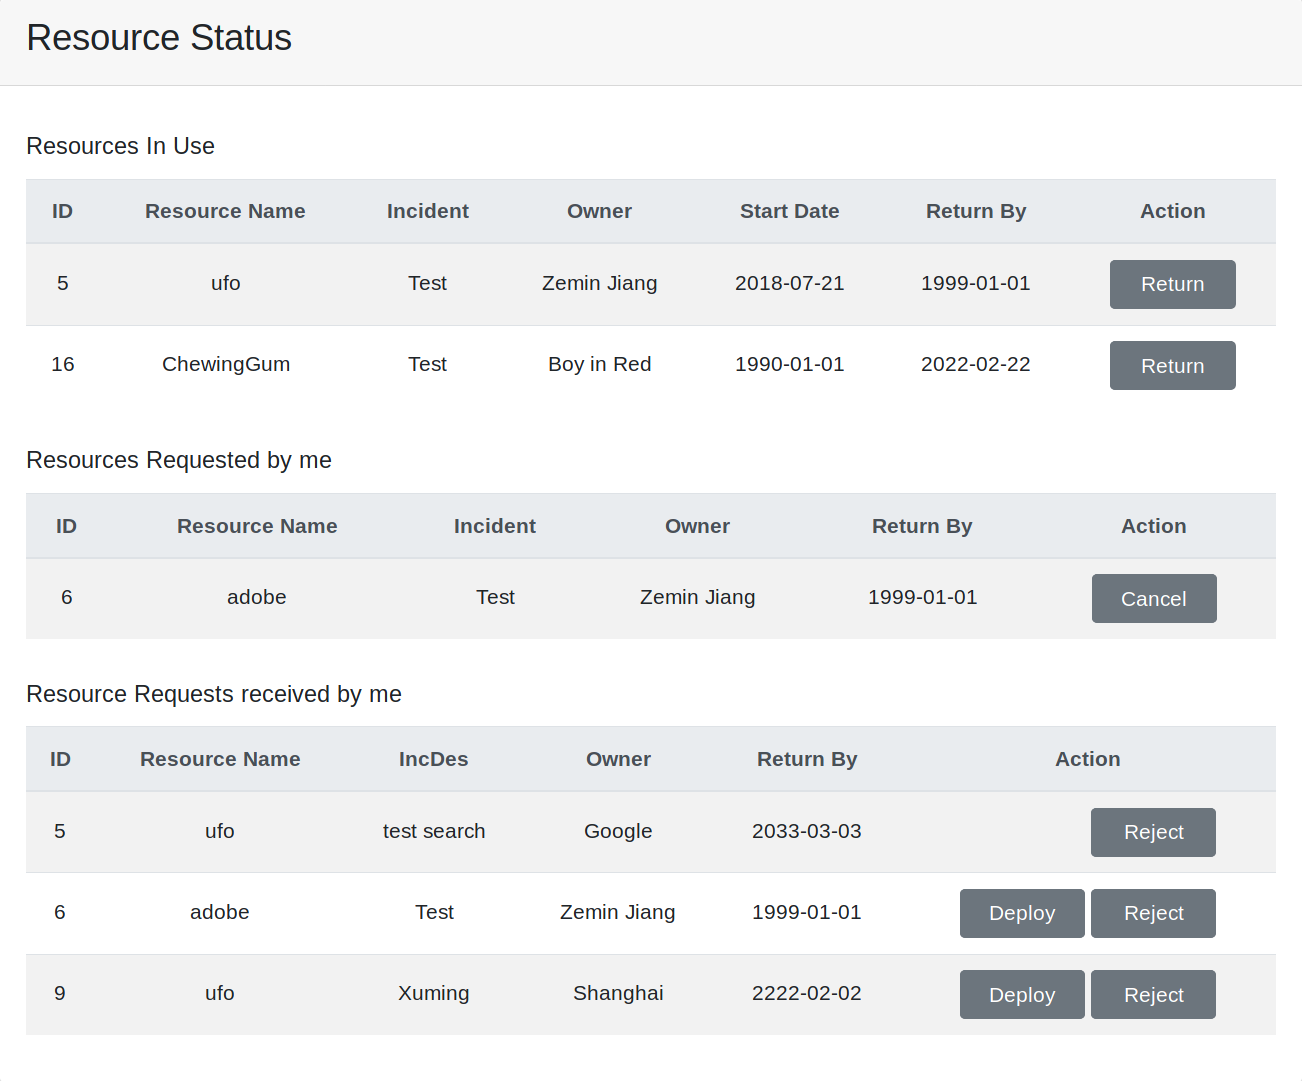 Resource Status
Resources In Use
ID Resource Name Incident Owner Start Date Return By Action
5 ufo Test Zemin Jiang 2018-07-21 1999-01-01 Return
16 ChewingGum Test Boy in Red 1990-01-01 2022-02-22 Return
Resources Requested by me
ID Resource Name Incident Owner Return By Action
6 adobe Test Zemin Jiang 1999-01-01 Cancel
Resource Requests received by me
ID Resource Name IncDes Owner Return By Action
5 ufo test search Google 2033-03-03 Reject
6 adobe Test Zemin Jiang 1999-01-01 Deploy Reject
9 ufo Xuming Shanghai 2222-02-02 Deploy Reject